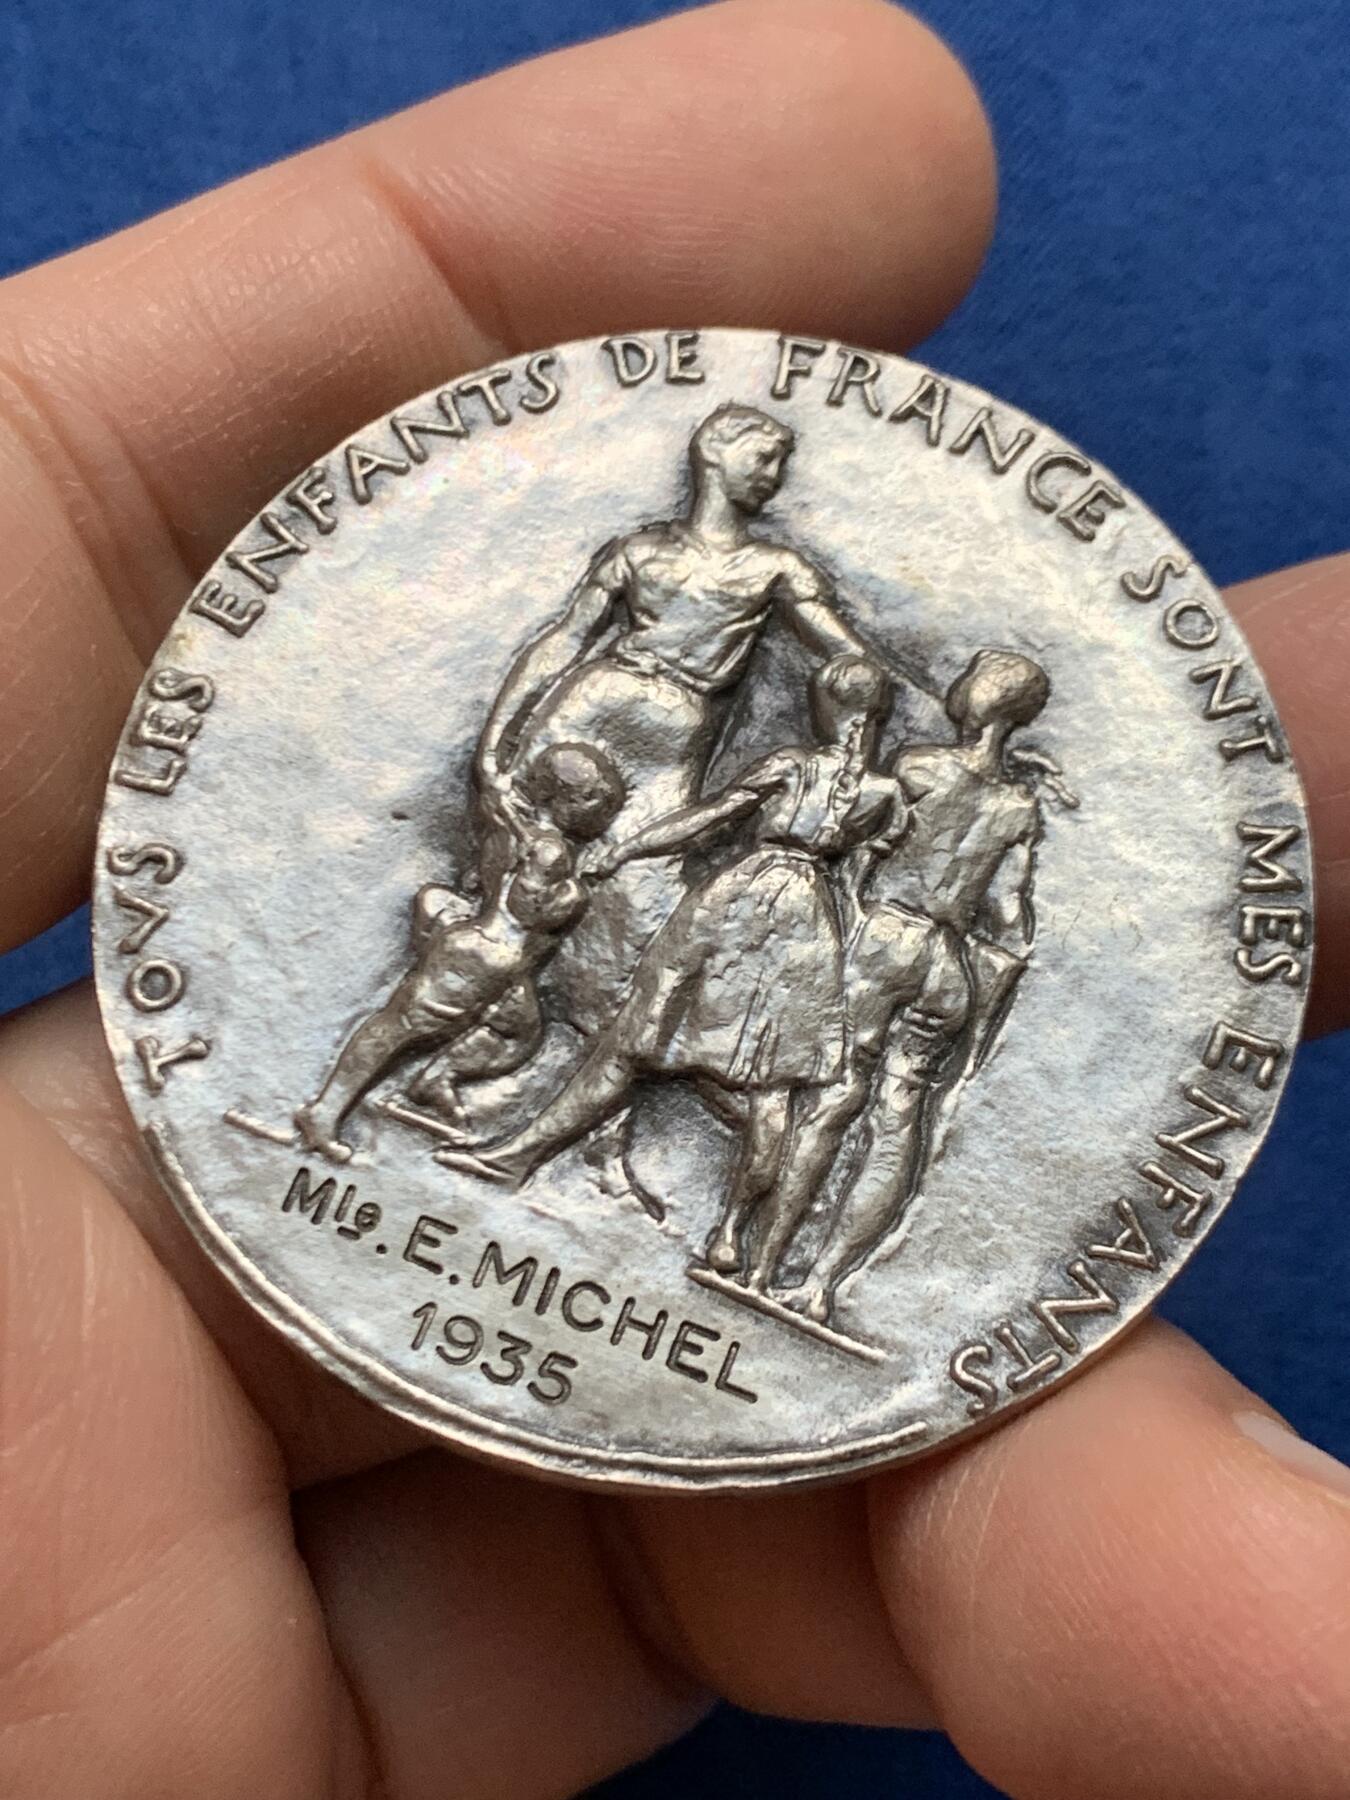 TOVS LES ENFANTS DE FRANCE SONT MES ENFANTS
Mle. E. MICHEL
1935